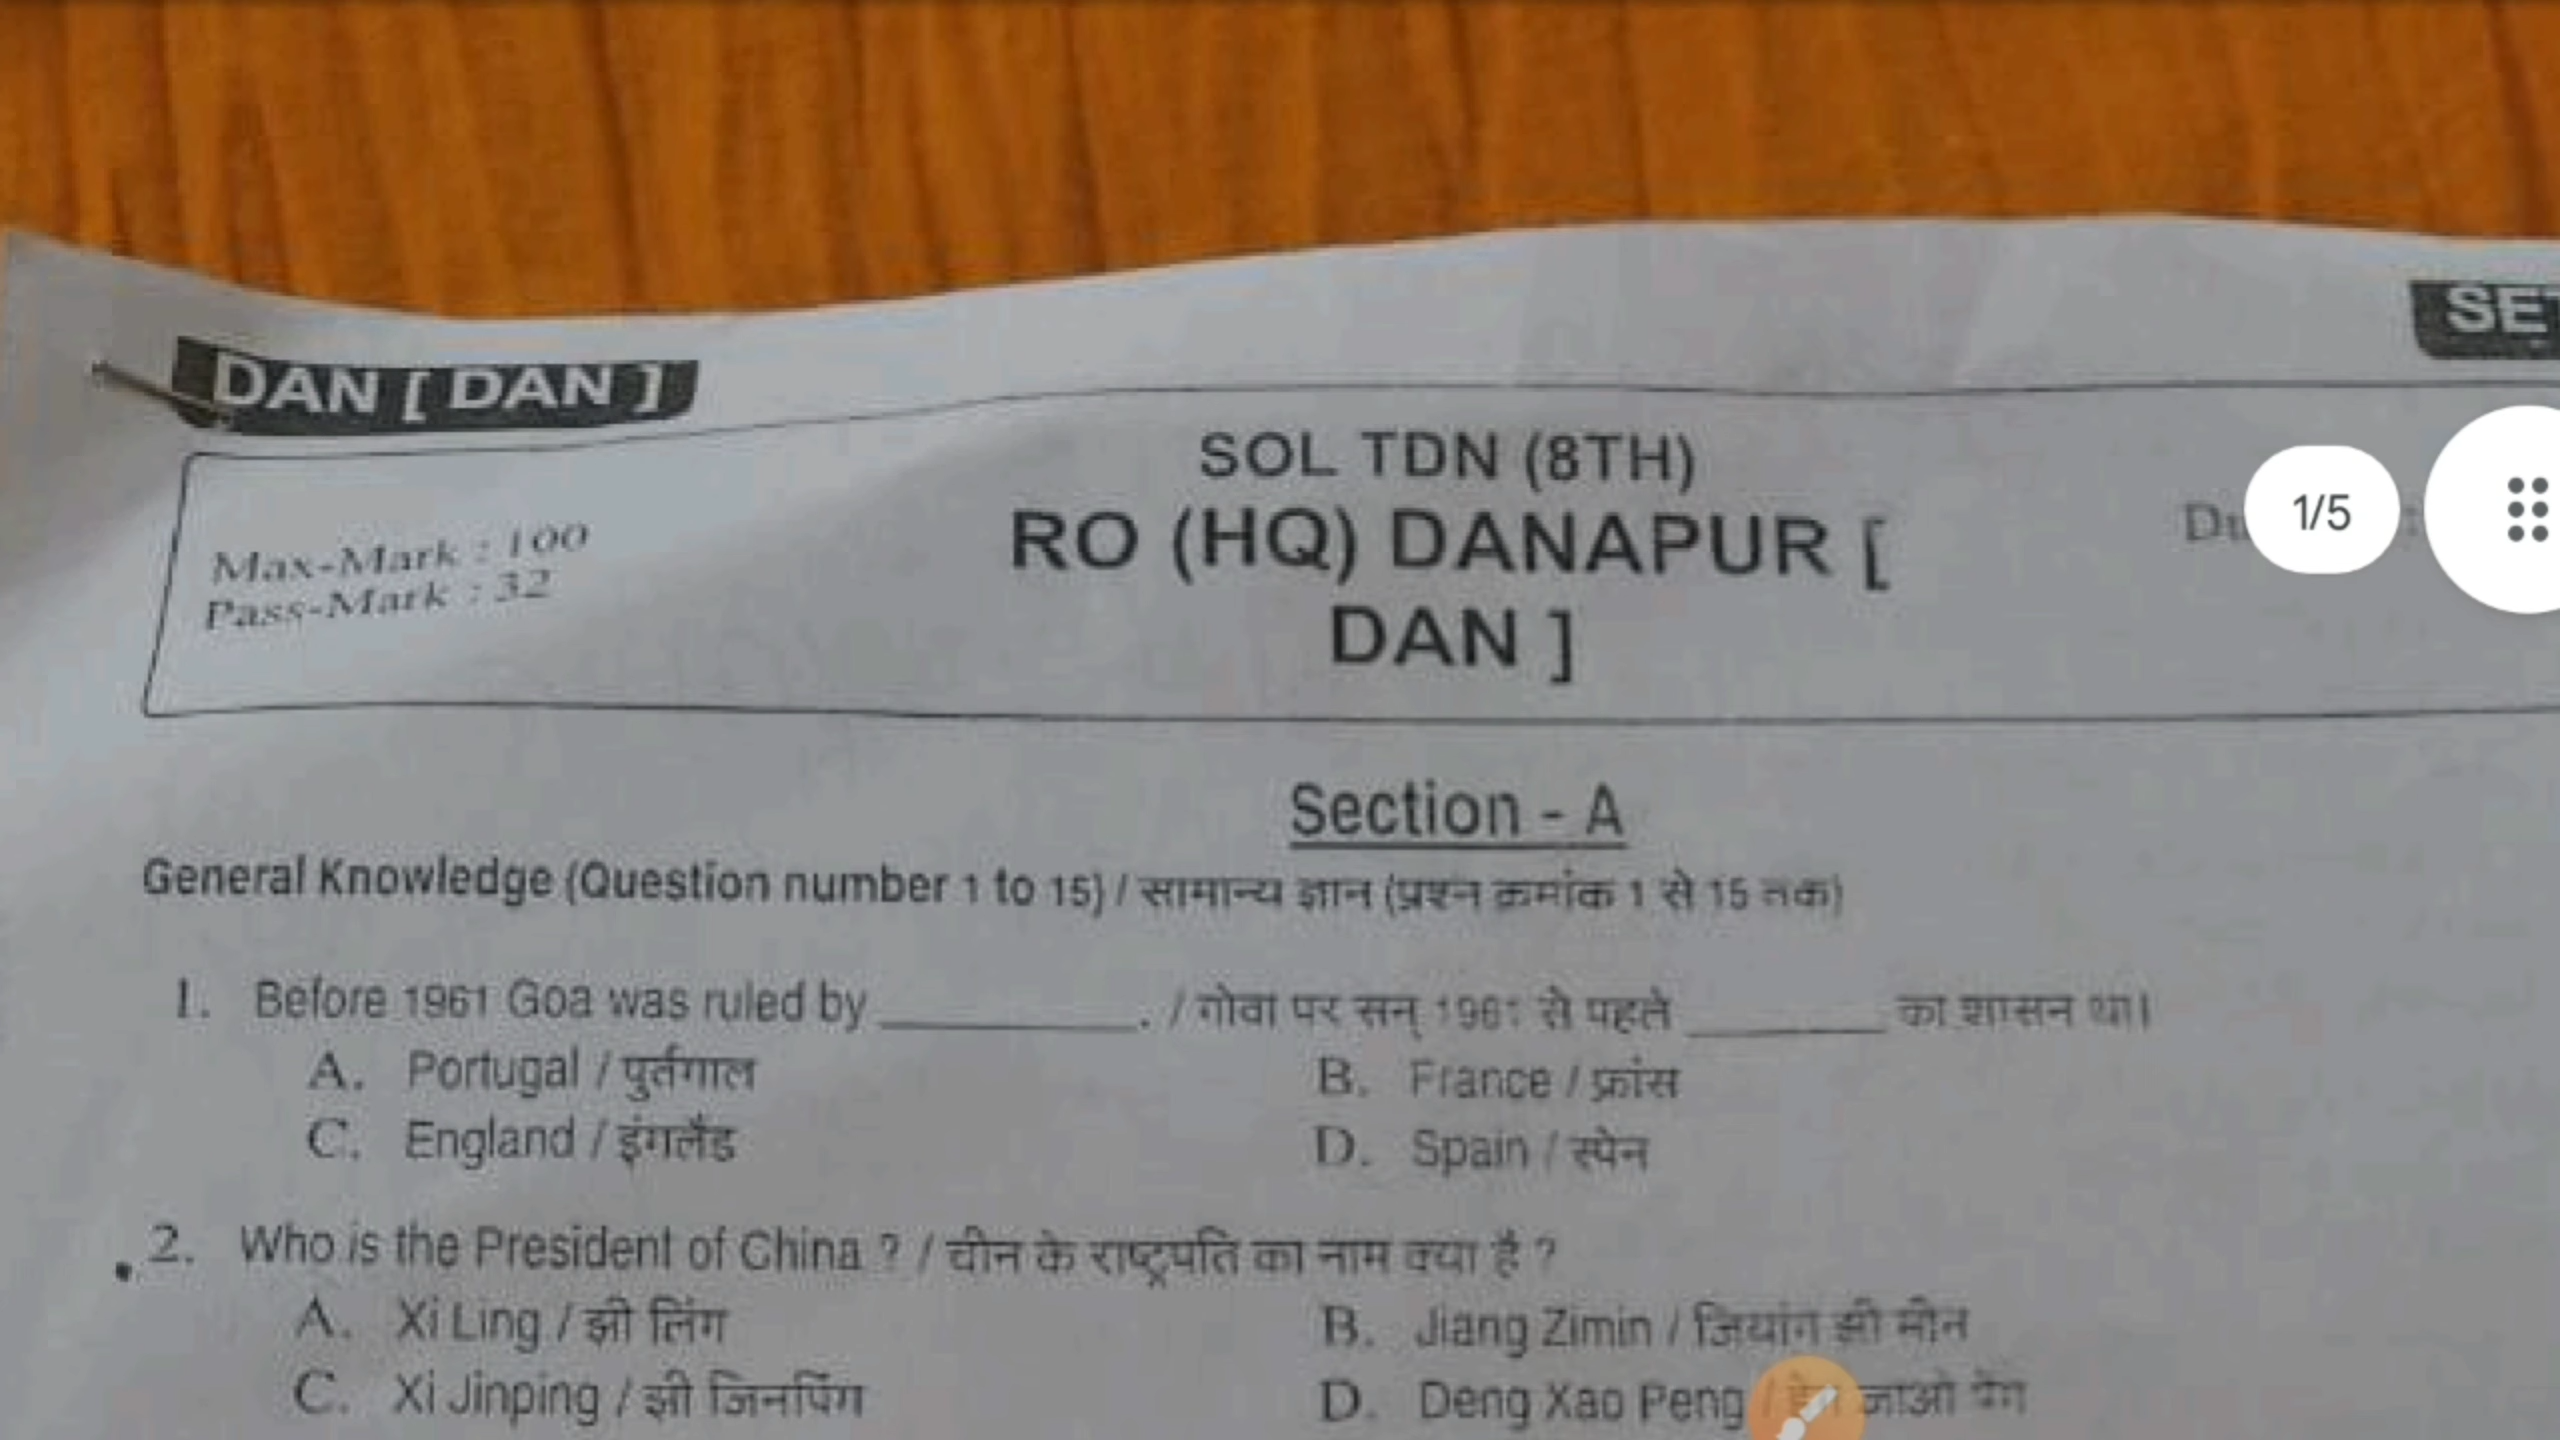 SET
DAN [ DAN ]
SOL TDN (8TH)
RO (HQ) DANAPUR [
DAN ]
Max-Mark : 100
Pass-Mark : 32
1/5
Section - A
General Knowledge (Question number 1 to 15) / सामान्य ज्ञान (प्रश्न क्रमांक 1 से 15 तक)
1. Before 1961 Goa was ruled by ________. / गोवा पर सन् 1961 से पहले ______ का शासन था।
A. Portugal / पुर्तगाल B. France / फ्रांस
C. England / इंगलैंड D. Spain / स्पेन
2. Who is the President of China ? / चीन के राष्ट्रपति का नाम क्या है ?
A. Xi Ling / झी लिंग B. Jiang Zimin / जियांग झी मीन
C. Xi Jinping / झी जिनपिंग D. Deng Xao Peng / जाओ पेंग